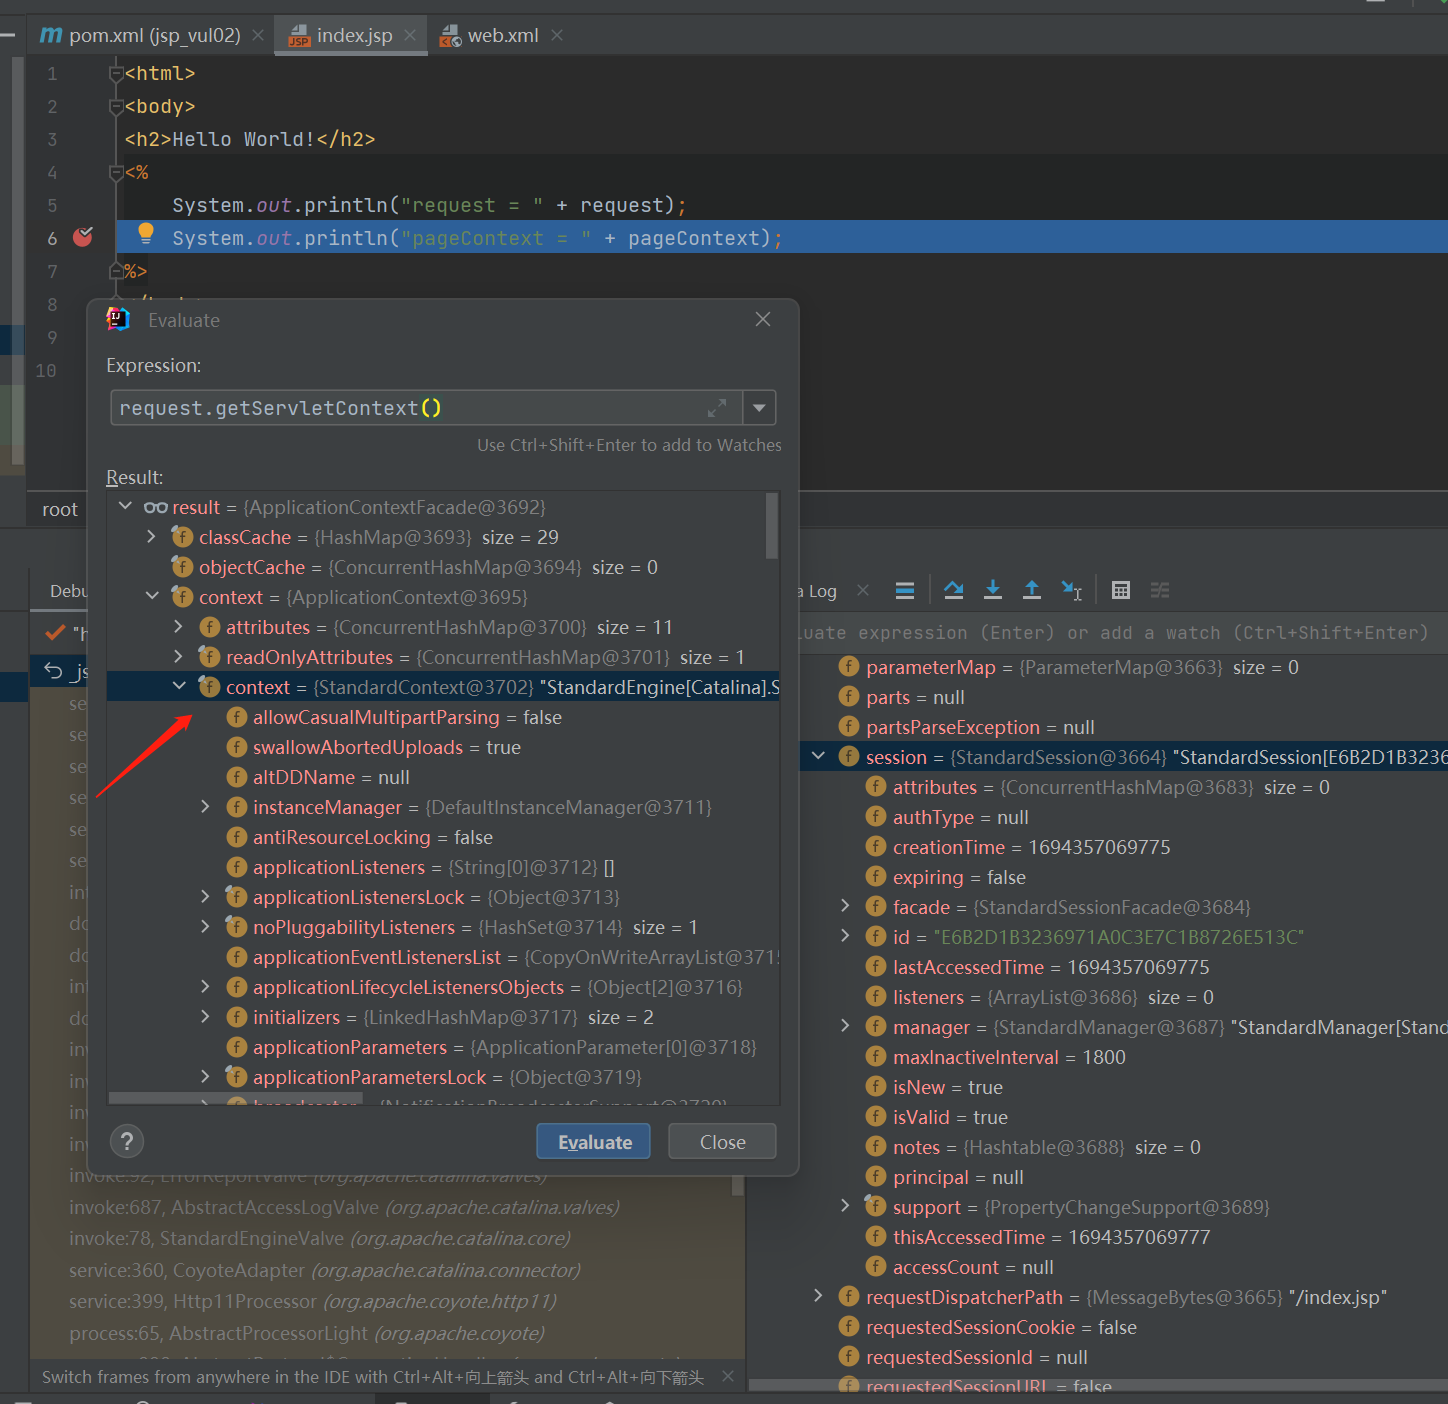 pom.xml (jsp_vul02)
index.jsp
web.xml
1 <html>
2 <body>
3 <h2>Hello World!</h2>
4 <%
5 System.out.println("request = " + request);
6 System.out.println("pageContext = " + pageContext);
7 %>
8
9
10
Evaluate
Expression:
request.getServletContext()
Use Ctrl+Shift+Enter to add to Watches
Result:
result = {ApplicationContextFacade@3692}
classCache = {HashMap@3693} size = 29
objectCache = {ConcurrentHashMap@3694} size = 0
context = {ApplicationContext@3695}
attributes = {ConcurrentHashMap@3700} size = 11
readOnlyAttributes = {ConcurrentHashMap@3701} size = 1
context = {StandardContext@3702} "StandardEngine[Catalina].S
allowCasualMultipartParsing = false
swallowAbortedUploads = true
altDDName = null
instanceManager = {DefaultInstanceManager@3711}
antiResourceLocking = false
applicationListeners = {String[0]@3712} []
applicationListenersLock = {Object@3713}
noPluggabilityListeners = {HashSet@3714} size = 1
applicationEventListenersList = {CopyOnWriteArrayList@3715
applicationLifecycleListenersObjects = {Object[2]@3716}
initializers = {LinkedHashMap@3717} size = 2
applicationParameters = {ApplicationParameter[0]@3718}
applicationParametersLock = {Object@3719}
Evaluate
Close
root
Debu
a Log
"h
_js
se
se
se
se
se
se
int
do
do
int
do
inv
inv
inv
inv
invoke:92, ErrorReportValve (org.apache.catalina.valves)
invoke:687, AbstractAccessLogValve (org.apache.catalina.valves)
invoke:78, StandardEngineValve (org.apache.catalina.core)
service:360, CoyoteAdapter (org.apache.catalina.connector)
service:399, Http11Processor (org.apache.coyote.http11)
process:65, AbstractProcessorLight (org.apache.coyote)
Switch frames from anywhere in the IDE with Ctrl+Alt+向上箭头 and Ctrl+Alt+向下箭头
uate expression (Enter) or add a watch (Ctrl+Shift+Enter)
parameterMap = {ParameterMap@3663} size = 0
parts = null
partsParseException = null
session = {StandardSession@3664} "StandardSession[E6B2D1B3236
attributes = {ConcurrentHashMap@3683} size = 0
authType = null
creationTime = 1694357069775
expiring = false
facade = {StandardSessionFacade@3684}
id = "E6B2D1B3236971A0C3E7C1B8726E513C"
lastAccessedTime = 1694357069775
listeners = {ArrayList@3686} size = 0
manager = {StandardManager@3687} "StandardManager[Stand
maxInactiveInterval = 1800
isNew = true
isValid = true
notes = {Hashtable@3688} size = 0
principal = null
support = {PropertyChangeSupport@3689}
thisAccessedTime = 1694357069777
accessCount = null
requestDispatcherPath = {MessageBytes@3665} "/index.jsp"
requestedSessionCookie = false
requestedSessionId = null
requestedSessionURL = false